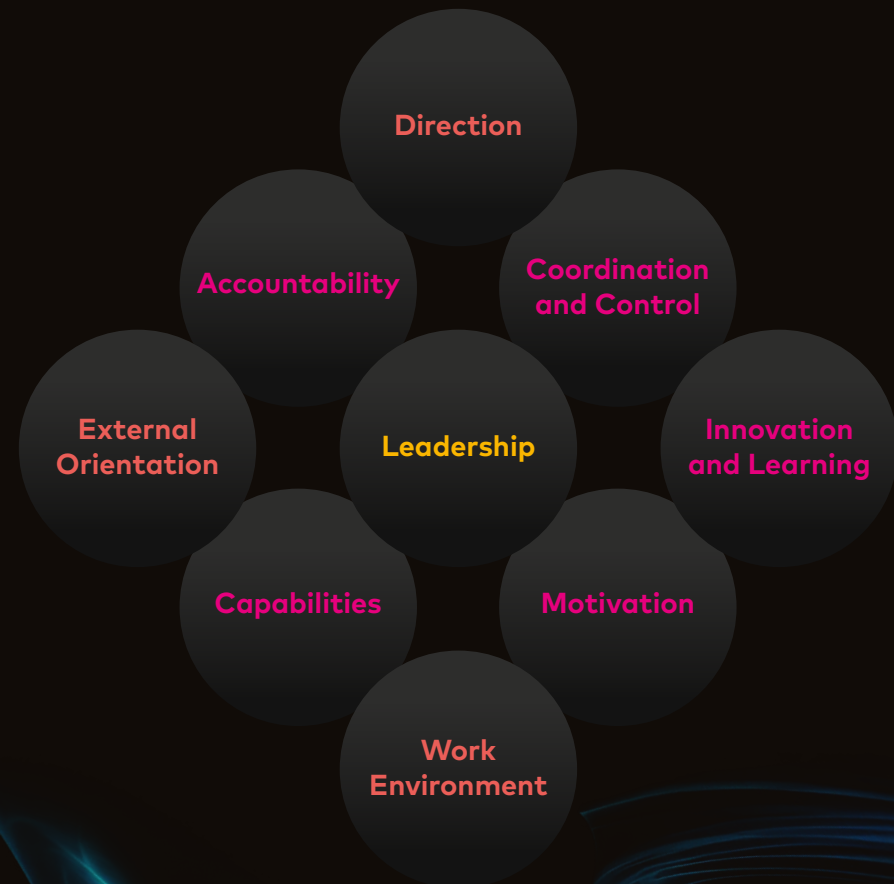 Direction
Accountability
Coordination
and Control
External
Orientation
Leadership
Innovation
and Learning
Capabilities
Motivation
Work
Environment